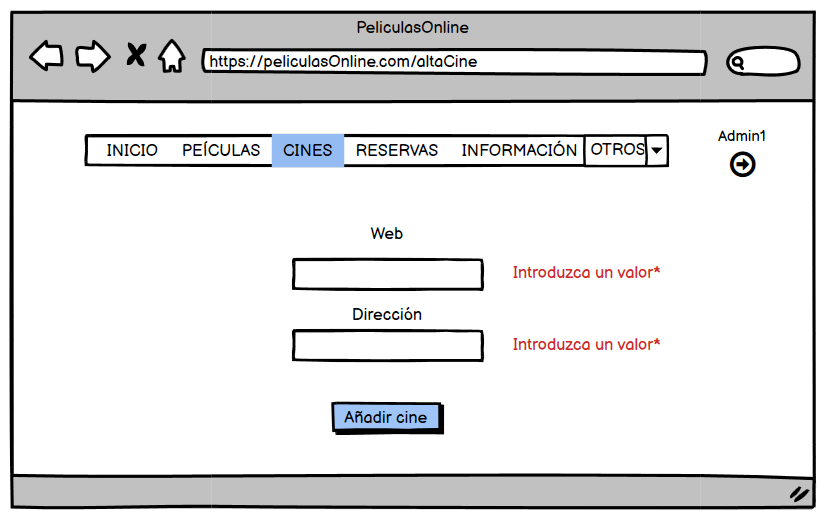 PeliculasOnline
https://peliculasOnline.com/altaCine
Admin1
INICIO PEÍCULAS CINES RESERVAS INFORMACIÓN OTROS
Web
Introduzca un valor*
Dirección
Introduzca un valor*
Añadir cine